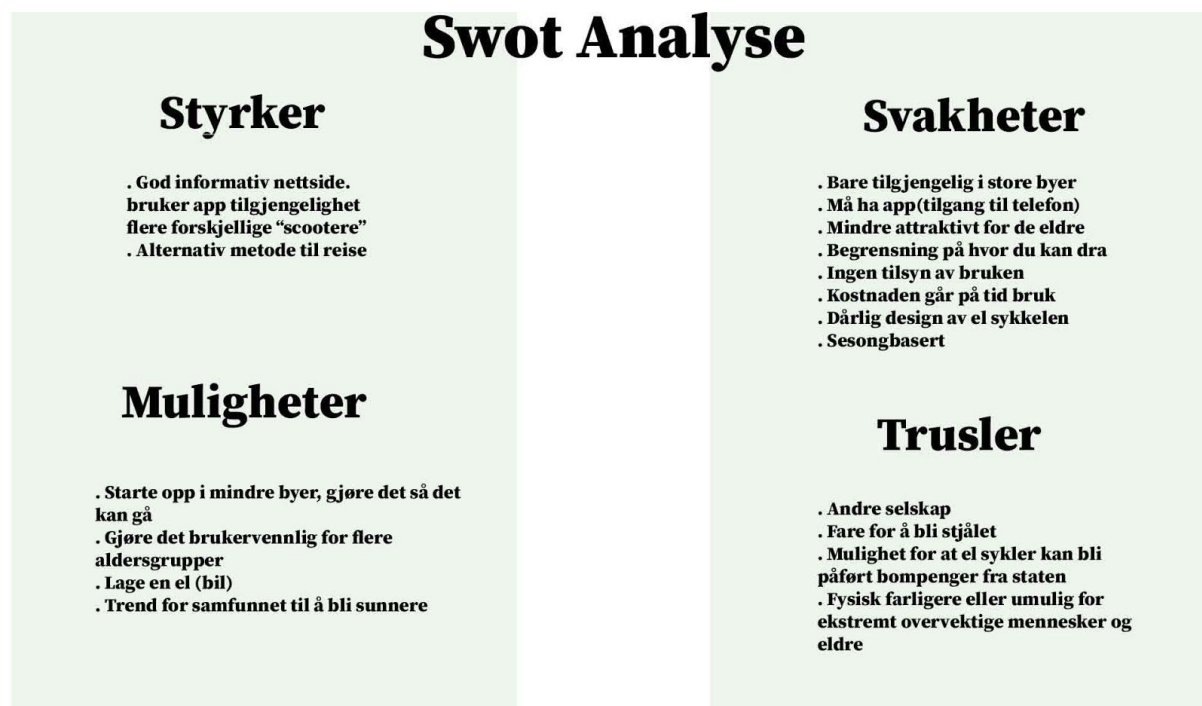 Swot Analyse
Styrker
. God informativ nettside.
bruker app tilgjengelighet
flere forskjellige “scootere”
. Alternativ metode til reise
Svakheter
. Bare tilgjengelig i store byer
. Må ha app(tilgang til telefon)
. Mindre attraktivt for de eldre
. Begrensning på hvor du kan dra
. Ingen tilsyn av bruken
. Kostnaden går på tid bruk
. Dårlig design av el sykkelen
. Sesongbasert
Muligheter
. Starte opp i mindre byer, gjøre det så det
kan gå
. Gjøre det brukervennlig for flere
aldersgrupper
. Lage en el (bil)
. Trend for samfunnet til å bli sunnere
Trusler
. Andre selskap
. Fare for å bli stjålet
. Mulighet for at el sykler kan bli
påført bompenger fra staten
. Fysisk farligere eller umulig for
ekstremt overvektige mennesker og
eldre